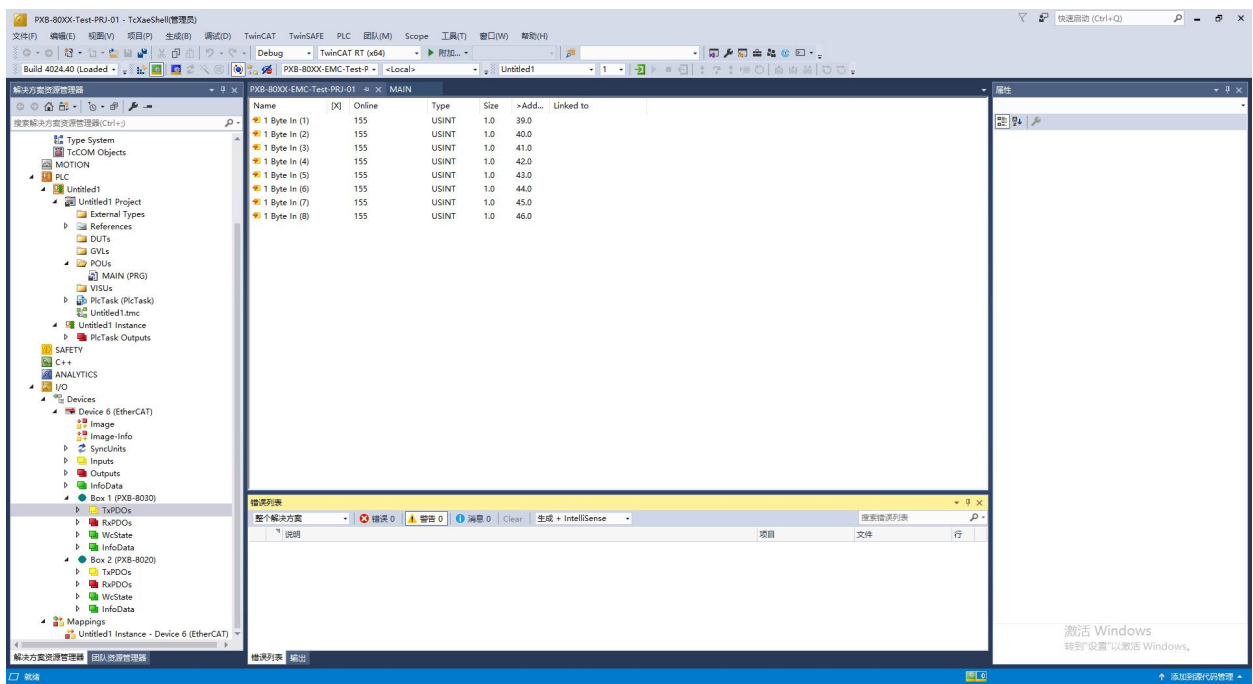 PXB-80XX-Test-PRJ-01 - TcXaeShell(管理员)
快速启动 (Ctrl+Q)
文件(F) 编辑(E) 视图(V) 项目(P) 生成(B) 调试(D) TwinCAT TwinSAFE PLC 团队(M) Scope 工具(T) 窗口(W) 帮助(H)
Debug TwinCAT RT (x64) 附加...
Build 4024.40 (Loaded PXB-80XX-EMC-Test-P <Local> Untitled1 1
解决方案资源管理器
搜索解决方案资源管理器(Ctrl+;)
Type System
TcCOM Objects
MOTION
PLC
Untitled1
Untitled1 Project
External Types
References
DUTs
GVLs
POUs
MAIN (PRG)
VISUs
PlcTask (PlcTask)
Untitled1.tmc
Untitled1 Instance
PlcTask Outputs
SAFETY
C++
ANALYTICS
I/O
Devices
Device 6 (EtherCAT)
Image
Image-Info
SyncUnits
Inputs
Outputs
InfoData
Box 1 (PXB-8030)
TxPDOs
RxPDOs
WcState
InfoData
Box 2 (PXB-8020)
TxPDOs
RxPDOs
WcState
InfoData
Mappings
Untitled1 Instance - Device 6 (EtherCAT)
解决方案资源管理器 团队资源管理器
PXB-80XX-EMC-Test-PRJ-01 MAIN
Name [X] Online Type Size >Add... Linked to
1 Byte In (1) 155 USINT 1.0 39.0
1 Byte In (2) 155 USINT 1.0 40.0
1 Byte In (3) 155 USINT 1.0 41.0
1 Byte In (4) 155 USINT 1.0 42.0
1 Byte In (5) 155 USINT 1.0 43.0
1 Byte In (6) 155 USINT 1.0 44.0
1 Byte In (7) 155 USINT 1.0 45.0
1 Byte In (8) 155 USINT 1.0 46.0
错误列表
整个解决方案 错误 0 警告 0 消息 0 Clear 生成 + IntelliSense 搜索错误列表
说明 项目 文件 行
错误列表 输出
属性
激活 Windows
转到"设置"以激活 Windows。
就绪 0 添加到源代码管理